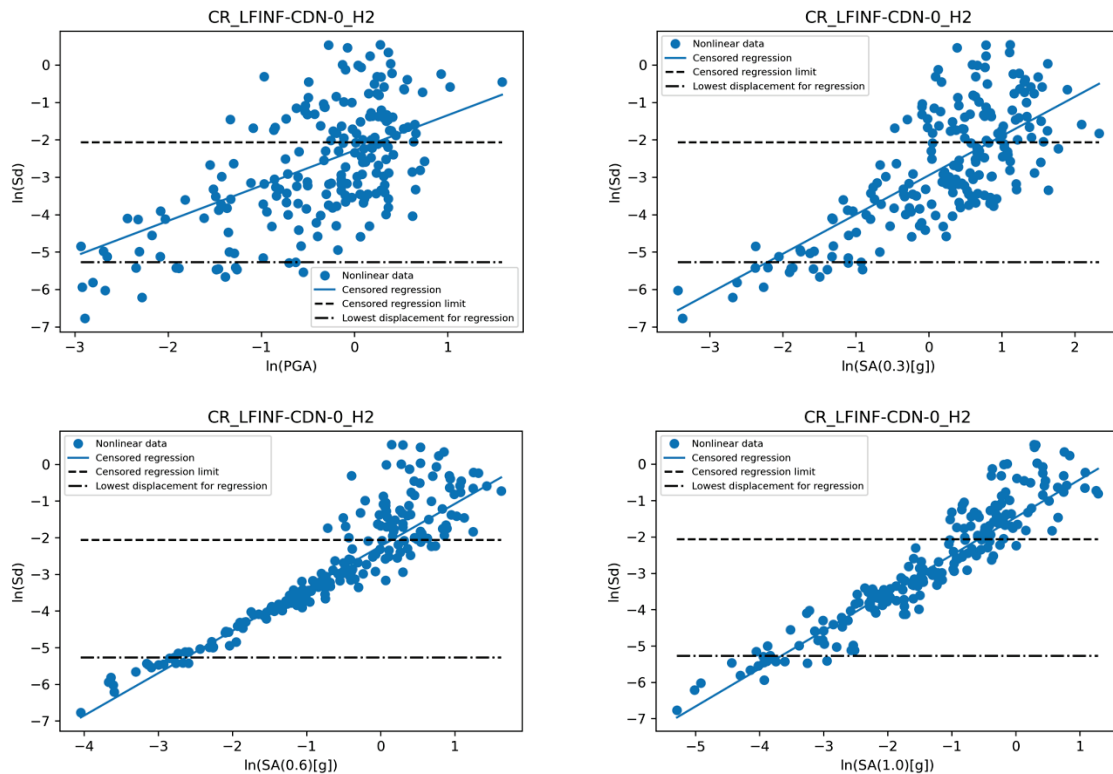 CR_LFINF-CDN-0_H2
0
−1
−2
−3
−4
−5
−6
−7
ln(Sd)
Nonlinear data
Censored regression
Censored regression limit
Lowest displacement for regression
−3
−2
−1
0
1
ln(PGA)
CR_LFINF-CDN-0_H2
Nonlinear data
Censored regression
Censored regression limit
Lowest displacement for regression
0
−1
−2
−3
−4
−5
−6
−7
ln(Sd)
−3
−2
−1
0
1
2
ln(SA(0.3)[g])
CR_LFINF-CDN-0_H2
Nonlinear data
Censored regression
Censored regression limit
Lowest displacement for regression
0
−1
−2
−3
−4
−5
−6
−7
ln(Sd)
−4
−3
−2
−1
0
1
ln(SA(0.6)[g])
CR_LFINF-CDN-0_H2
Nonlinear data
Censored regression
Censored regression limit
Lowest displacement for regression
0
−1
−2
−3
−4
−5
−6
−7
ln(Sd)
−5
−4
−3
−2
−1
0
1
ln(SA(1.0)[g])